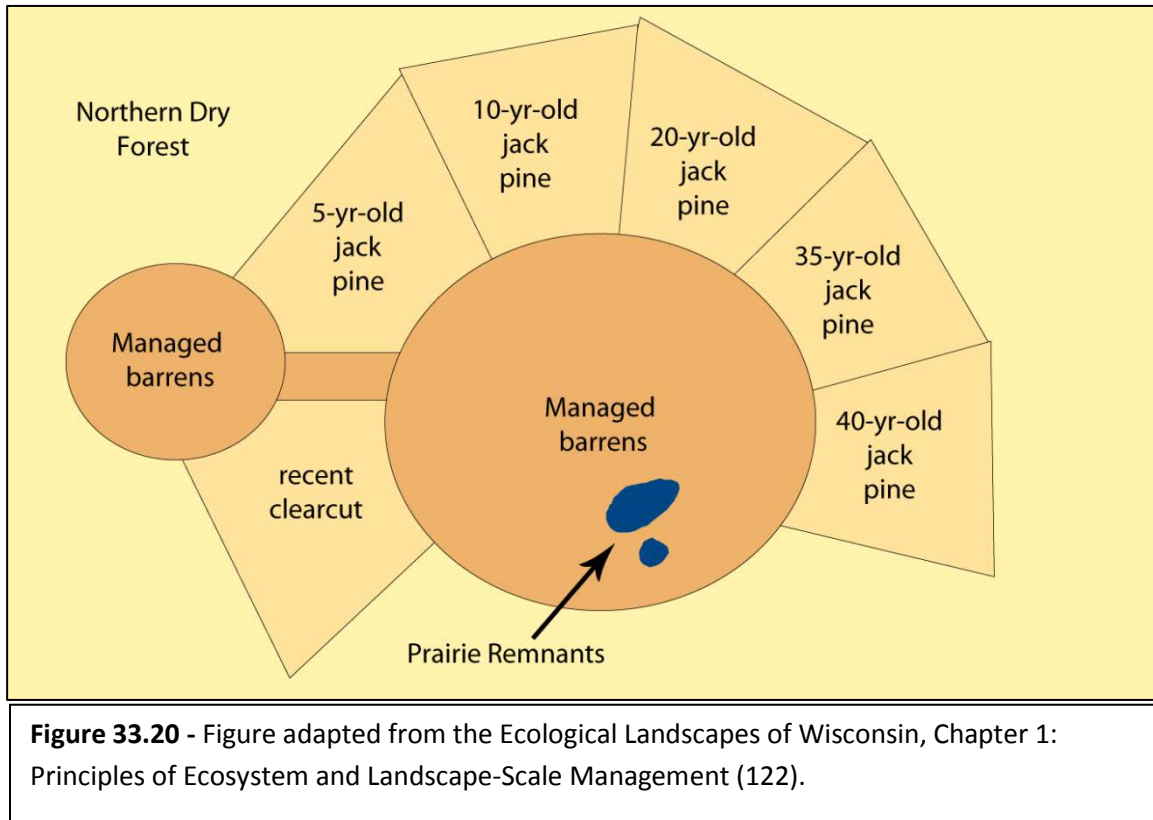 Northern Dry
Forest
10-yr-old
jack
pine
20-yr-old
jack
pine
5-yr-old
jack
pine
35-yr-old
jack
pine
Managed
barrens
Managed
barrens
40-yr-old
jack
pine
recent
clearcut
Prairie Remnants
Figure 33.20 - Figure adapted from the Ecological Landscapes of Wisconsin, Chapter 1:
Principles of Ecosystem and Landscape-Scale Management (122).